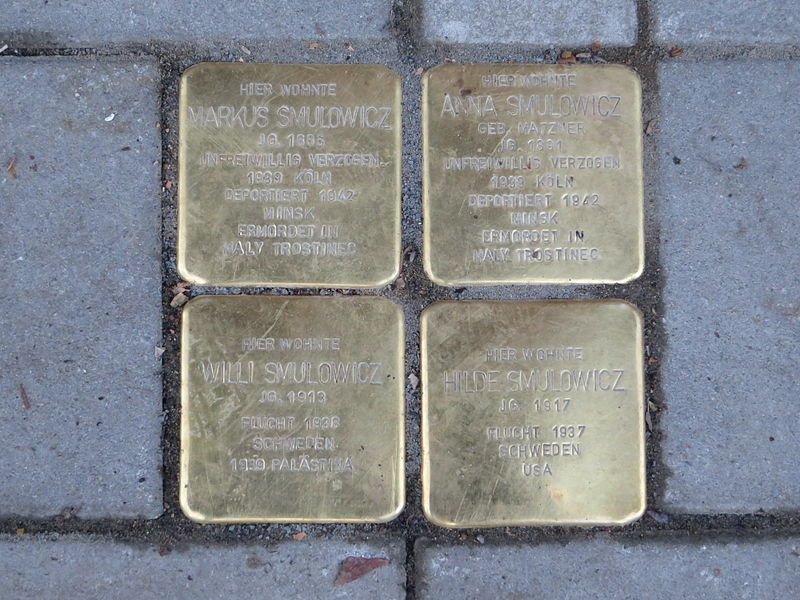 HIER WOHNTE
MARKUS SMULOWICZ
JG. 1885
UNFREIWILLIG VERZOGEN
1939 KÖLN
DEPORTIERT 1942
MINSK
ERMORDET IN
MALY TROSTINEC
HIER WOHNTE
ANNA SMULOWICZ
GEB. MATZNER
JG. 1891
UNFREIWILLIG VERZOGEN
1939 KÖLN
DEPORTIERT 1942
MINSK
ERMORDET IN
MALY TROSTINEC
HIER WOHNTE
WILLI SMULOWICZ
JG. 1913
FLUCHT 1938
SCHWEDEN
1939 PALÄSTINA
HIER WOHNTE
HILDE SMULOWICZ
JG. 1917
FLUCHT 1937
SCHWEDEN
USA